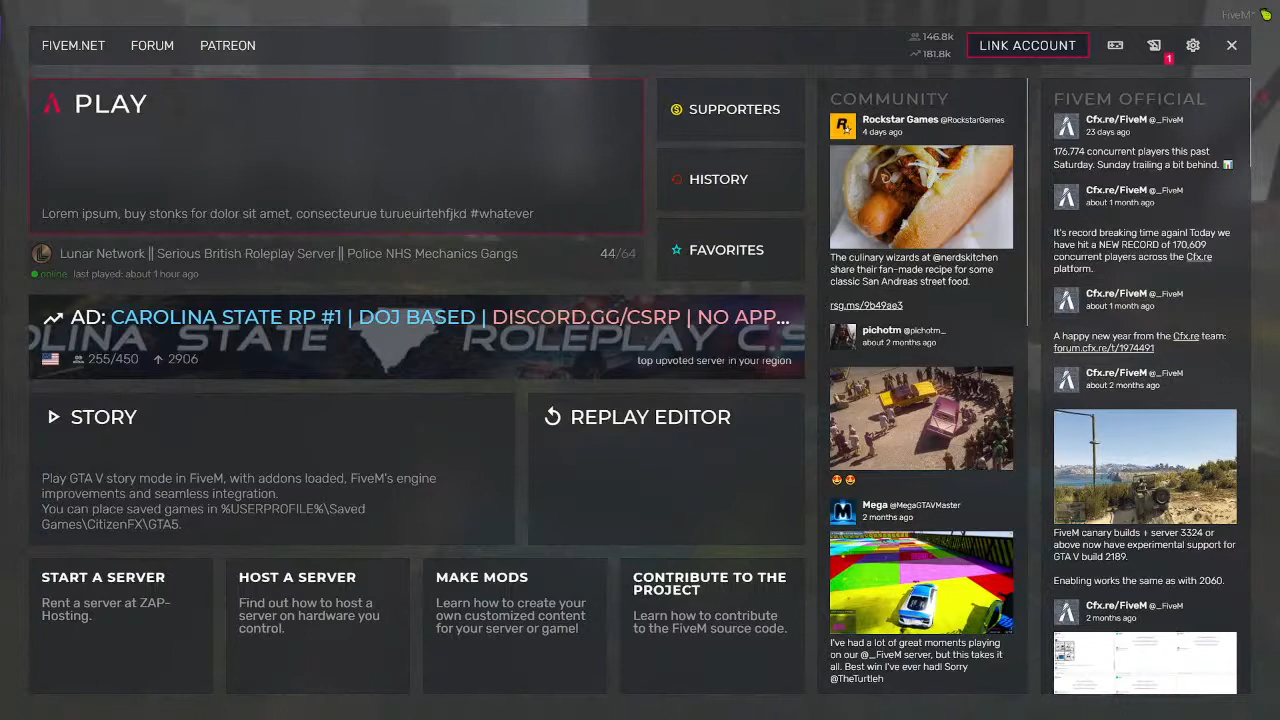 FiveM*
FIVEM.NET FORUM PATREON
146.8k
181.8k
LINK ACCOUNT
1
PLAY
Lorem ipsum, buy stonks for dolor sit amet, consecteurue turueuirtehfjkd #whatever
Lunar Network || Serious British Roleplay Server || Police NHS Mechanics Gangs 44/64
online last played: about 1 hour ago
SUPPORTERS
HISTORY
FAVORITES
AD: CAROLINA STATE RP #1 | DOJ BASED | DISCORD.GG/CSRP | NO APP...
255/450 2906
top upvoted server in your region
STORY
Play GTA V story mode in FiveM, with addons loaded, FiveM's engine
improvements and seamless integration.
You can place saved games in %USERPROFILE%\Saved
Games\CitizenFX\GTA5.
REPLAY EDITOR
START A SERVER
Rent a server at ZAP-
Hosting.
HOST A SERVER
Find out how to host a
server on hardware you
control.
MAKE MODS
Learn how to create your
own customized content
for your server or game!
CONTRIBUTE TO THE
PROJECT
Learn how to contribute
to the FiveM source code.
COMMUNITY
Rockstar Games @RockstarGames
4 days ago
The culinary wizards at @nerdskitchen
share their fan-made recipe for some
classic San Andreas street food.
rsg.ms/9b49ae3
pichotm @pichotm_
about 2 months ago
Mega @MegaGTAVMaster
2 months ago
I've had a lot of great moments playing
on our @_FiveM server, but this takes it
all. Best win I've ever had! Sorry
@TheTurtleh
FIVEM OFFICIAL
Cfx.re/FiveM @_FiveM
23 days ago
176.774 concurrent players this past
Saturday. Sunday trailing a bit behind.
Cfx.re/FiveM @_FiveM
about 1 month ago
It's record breaking time again! Today we
have hit a NEW RECORD of 170,609
concurrent players across the Cfx.re
platform.
Cfx.re/FiveM @_FiveM
about 1 month ago
A happy new year from the Cfx.re team:
forum.cfx.re/t/1974491
Cfx.re/FiveM @_FiveM
about 2 months ago
FiveM canary builds + server 3324 or
above now have experimental support for
GTA V build 2189.
Enabling works the same as with 2060.
Cfx.re/FiveM @_FiveM
2 months ago